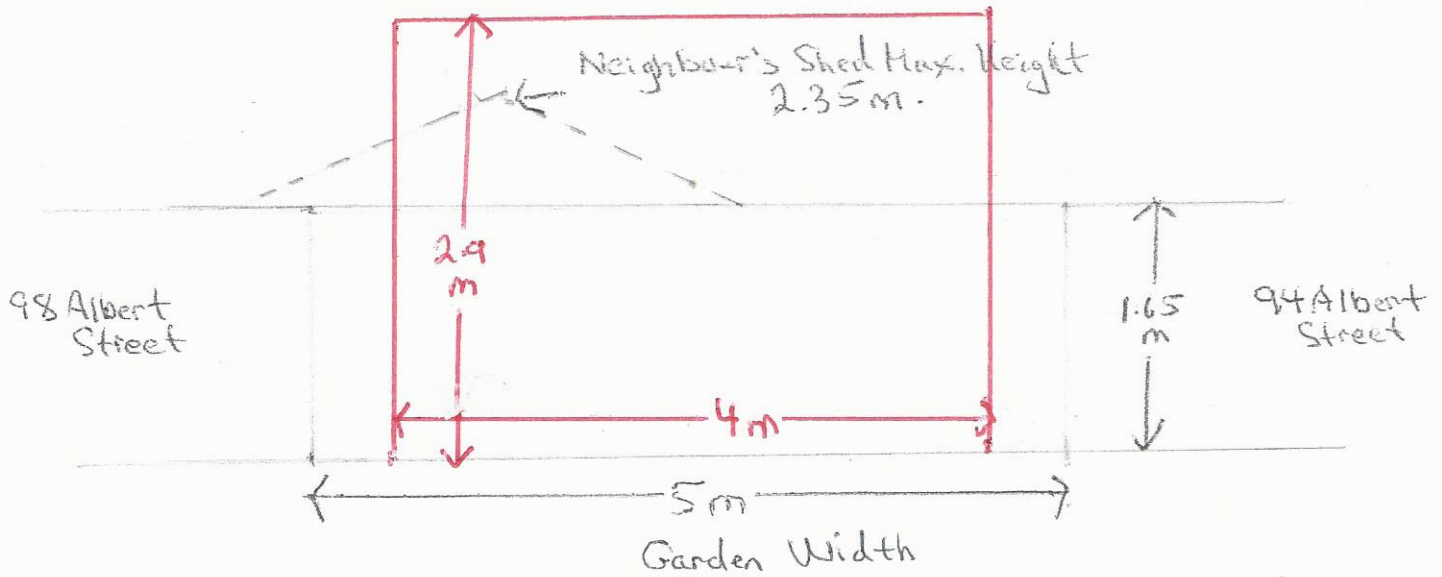 Neighbour's Shed Max. Height
2.35m.
2.9
m
98 Albert
Street
1.65
m
94 Albert
Street
4m
5m
Garden Width